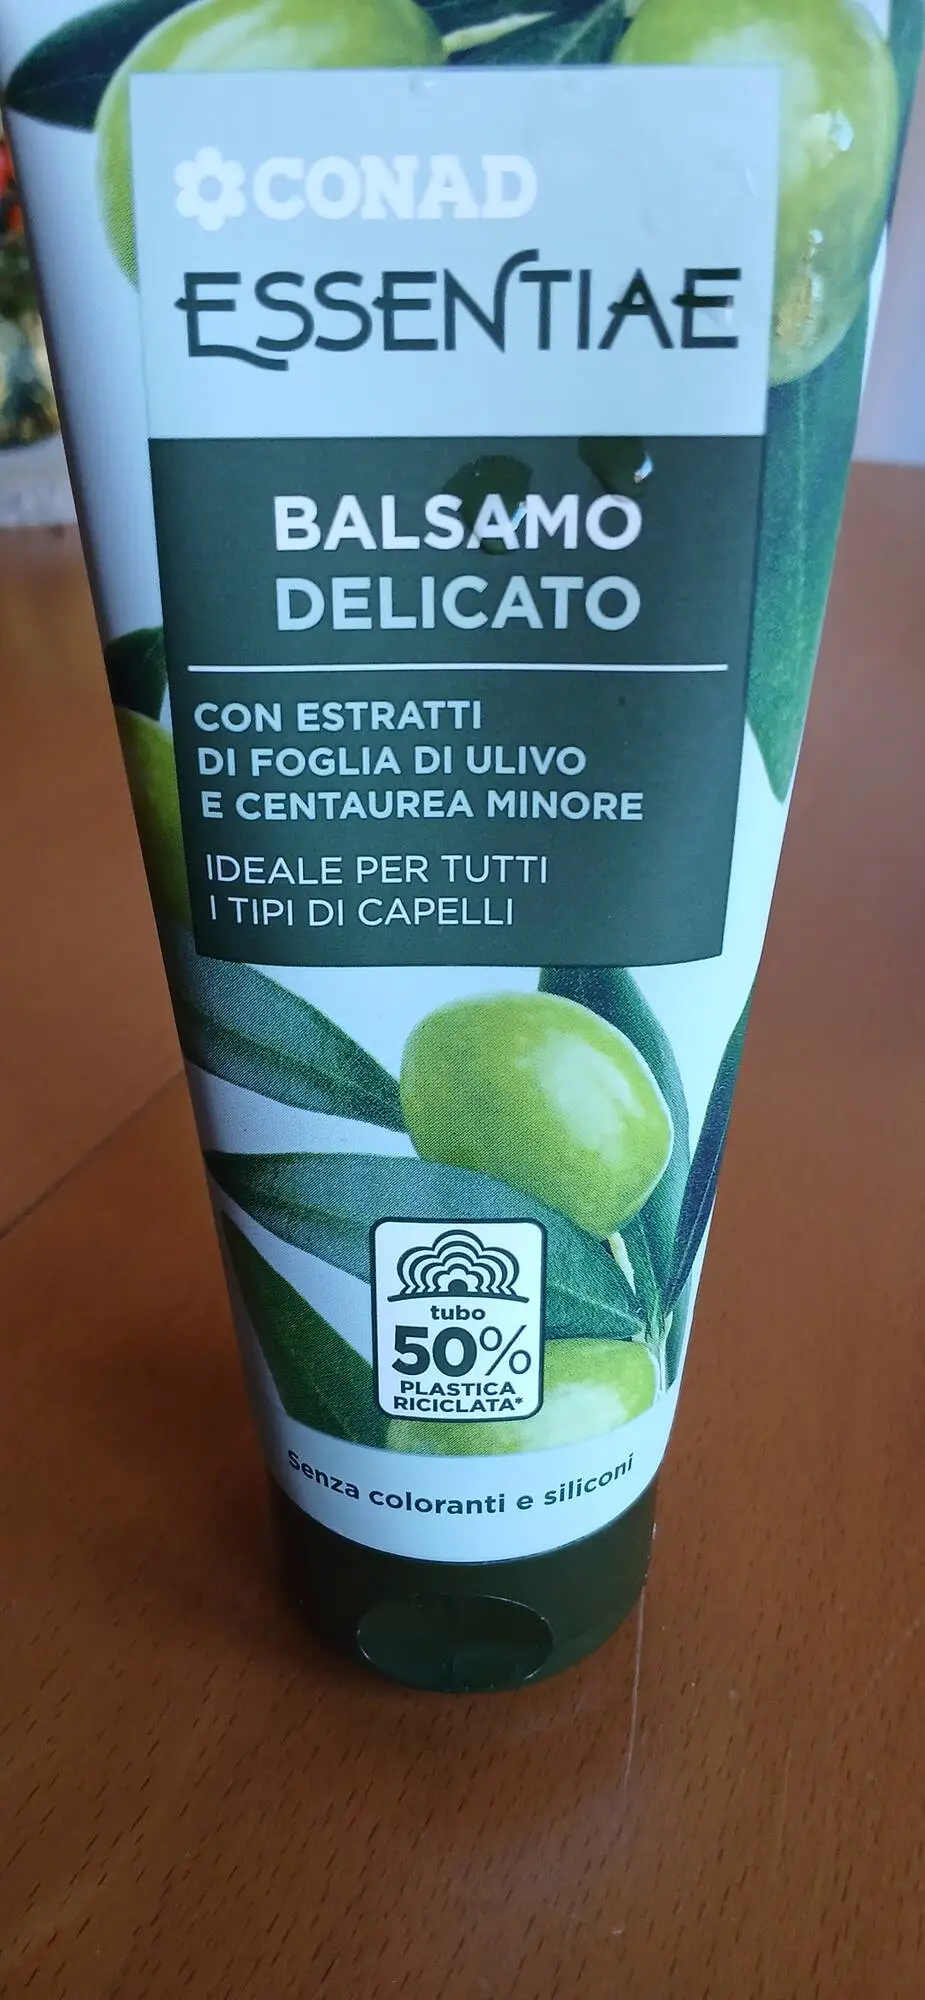 CONAD
ESSENTIAE
BALSAMO
DELICATO
CON ESTRATTI
DI FOGLIA DI ULIVO
E CENTAUREA MINORE
IDEALE PER TUTTI
I TIPI DI CAPELLI
tubo
50%
PLASTICA
RICICLATA*
Senza coloranti e siliconi